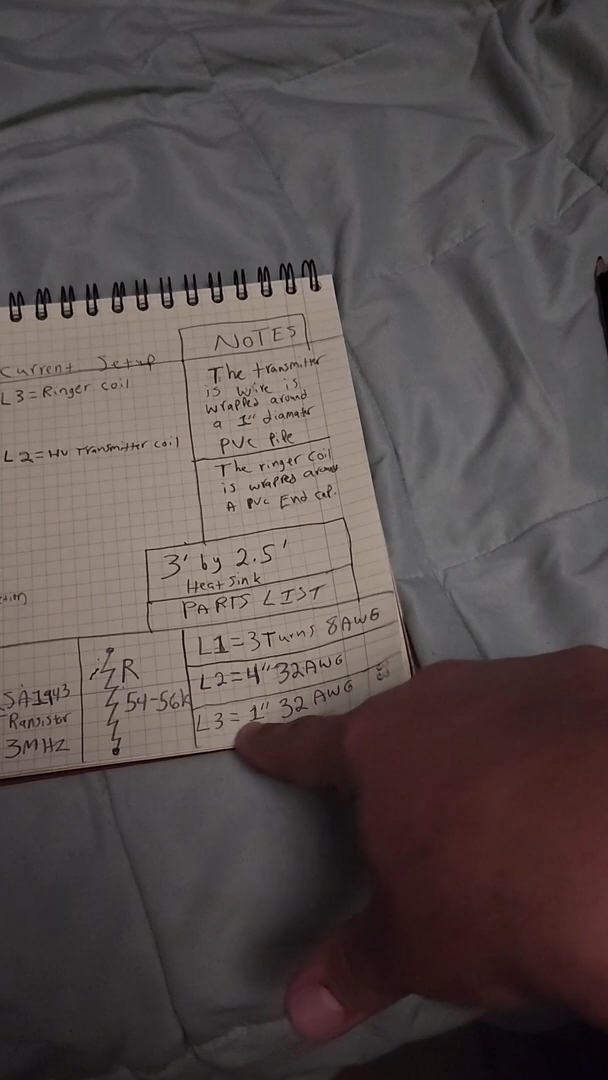 NOTES
Current Setup
L3 = Ringer coil
L2 = HV Transmitter coil
The transmitter
is wire is
wrapped around
a 1" diamater
PVC Pipe
The ringer coil
is wrapped around
A PVC End cap.
3' by 2.5'
Heat sink
PARTS LIST
L1 = 3 Turns 8AWG
L2 = 4" 32AWG
L3 = 1" 32 AWG
SA1943
Ransistor
3MHZ
R
54-56K